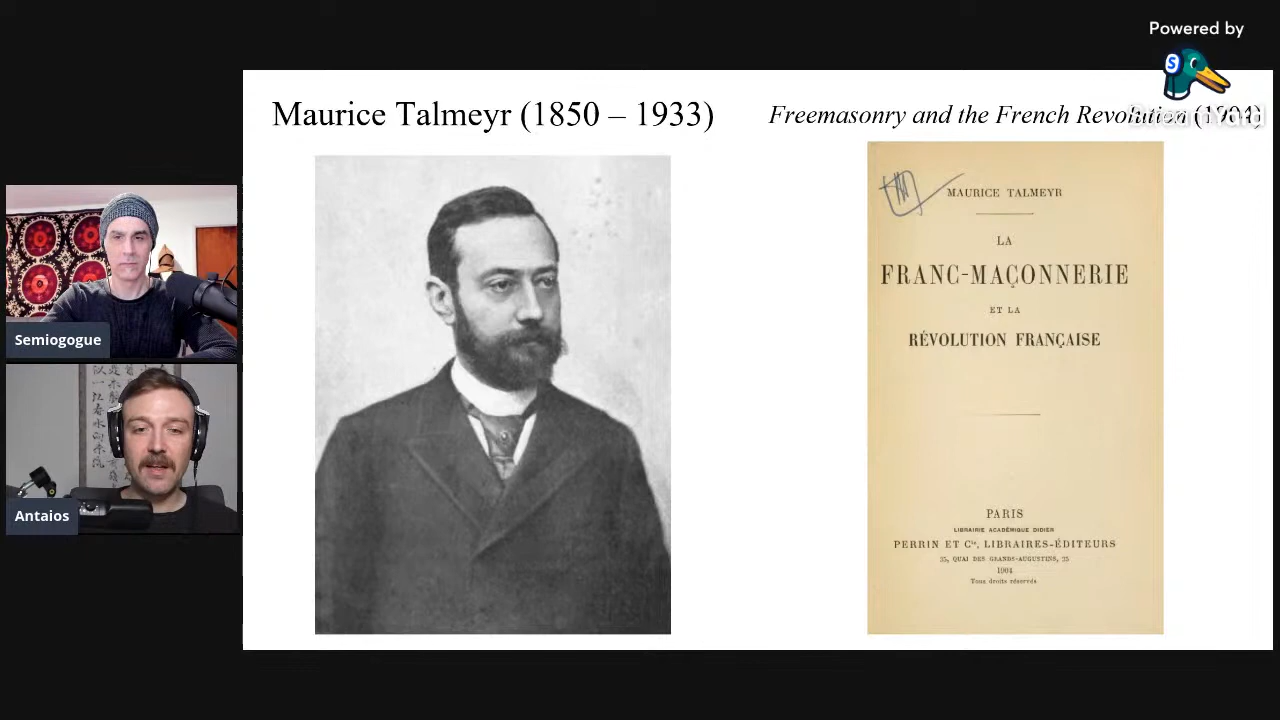 Powered by
StreamYard
Maurice Talmeyr (1850 – 1933)
Freemasonry and the French Revolution (1904)
MAURICE TALMEYR
LA
FRANC-MAÇONNERIE
ET LA
RÉVOLUTION FRANÇAISE
PARIS
LIBRAIRIE ACADÉMIQUE DIDIER
PERRIN ET Cie, LIBRAIRES-ÉDITEURS
35, QUAI DES GRANDS-AUGUSTINS, 35
1904
Tous droits réservés
Semiogogue
Antaios